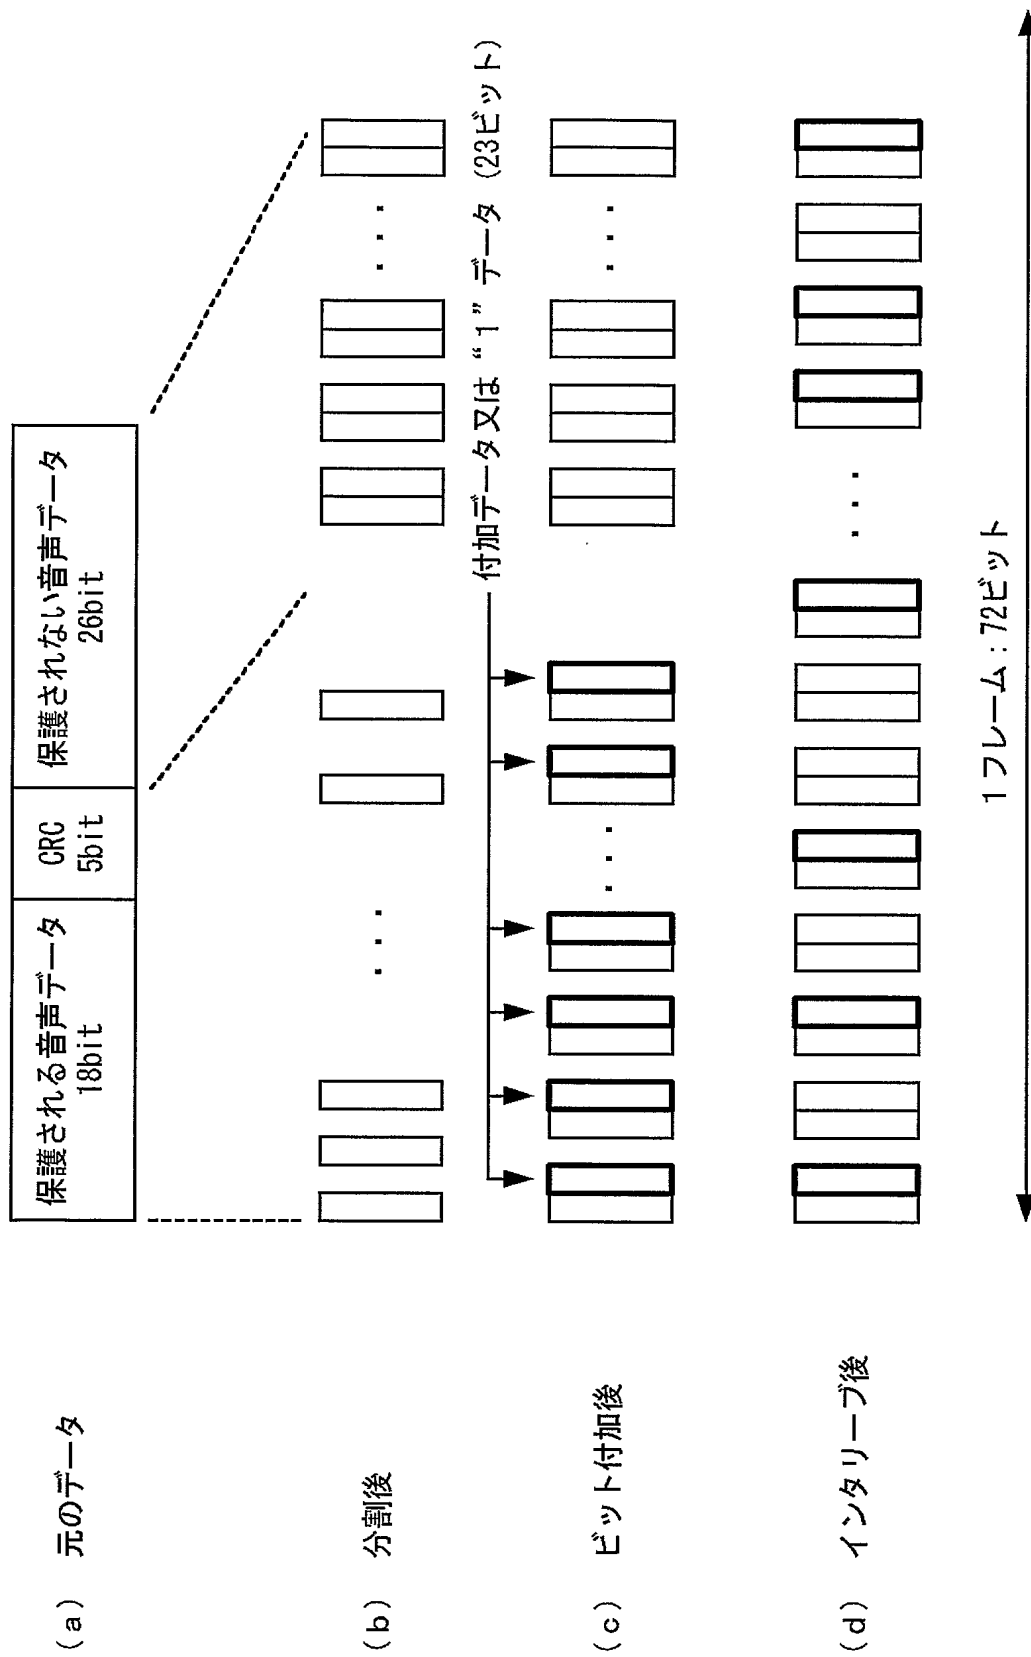 (a) 元のデータ
保護される音声データ
18bit
CRC
5bit
保護されない音声データ
26bit
(b) 分割後
付加データ又は“1”データ (23ビット)
(c) ビット付加後
(d) インタリーブ後
1フレーム:72ビット